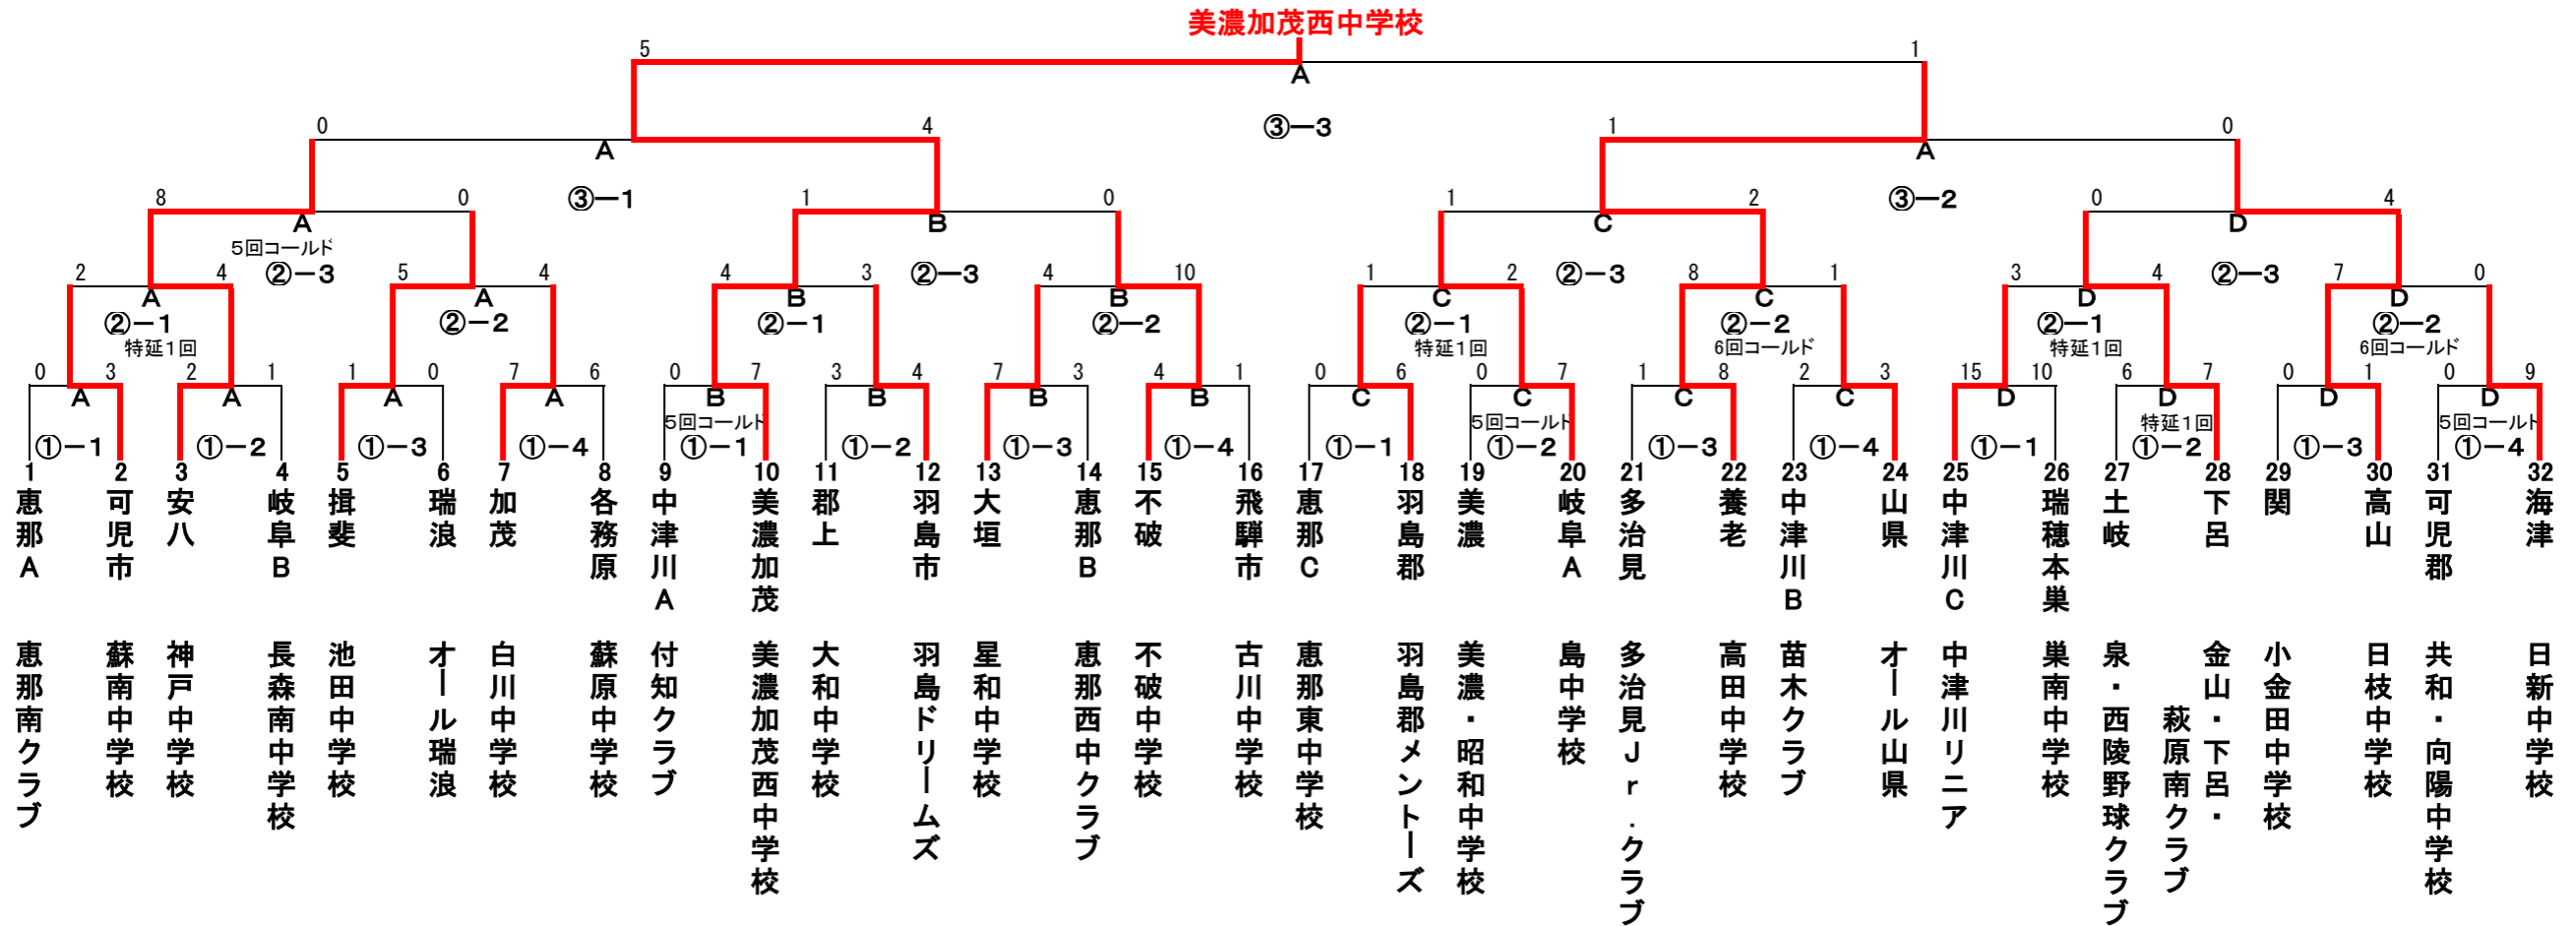 美濃加茂西中学校
5 1
A
0 4 ③－3 1 0
A A
8 0 ③－1 1 0 1 2 ③－2 0 4
A B C D
5回コールド
2 4 ②－3 5 4 4 3 ②－3 4 10 1 2 ②－3 8 1 3 4 ②－3 7 0
A A B B C C D D
②－1 ②－2 ②－1 ②－2 ②－1 ②－2 ②－1 ②－2
特延1回 特延1回 6回コールド 特延1回 6回コールド
0 3 2 1 1 0 7 6 0 7 3 4 7 3 4 1 0 6 0 7 1 8 2 3 15 10 6 7 0 1 0 9
A A A A B B B B C C C C D D D D
5回コールド 5回コールド 特延1回 5回コールド
①－1 ①－2 ①－3 ①－4 ①－1 ①－2 ①－3 ①－4 ①－1 ①－2 ①－3 ①－4 ①－1 ①－2 ①－3 ①－4
1 2 3 4 5 6 7 8 9 10 11 12 13 14 15 16 17 18 19 20 21 22 23 24 25 26 27 28 29 30 31 32
恵那A
可児市
安八
岐阜B
揖斐
瑞浪
加茂
各務原
中津川A
美濃加茂
郡上
羽島市
大垣
恵那B
不破
飛騨市
恵那C
羽島郡
美濃
岐阜A
多治見
養老
中津川B
山県
中津川C
瑞穂本巣
土岐
下呂
関
高山
可児郡
海津
恵那南クラブ
蘇南中学校
神戸中学校
長森南中学校
池田中学校
オール瑞浪
白川中学校
蘇原中学校
付知クラブ
美濃加茂西中学校
大和中学校
羽島ドリームズ
星和中学校
恵那西中クラブ
不破中学校
古川中学校
恵那東中学校
羽島郡メントーズ
美濃・昭和中学校
島中学校
多治見Jr.クラブ
高田中学校
苗木クラブ
オール山県
中津川リニア
巣南中学校
泉・西陵野球クラブ
金山・下呂・
萩原南クラブ
小金田中学校
日枝中学校
共和・向陽中学校
日新中学校